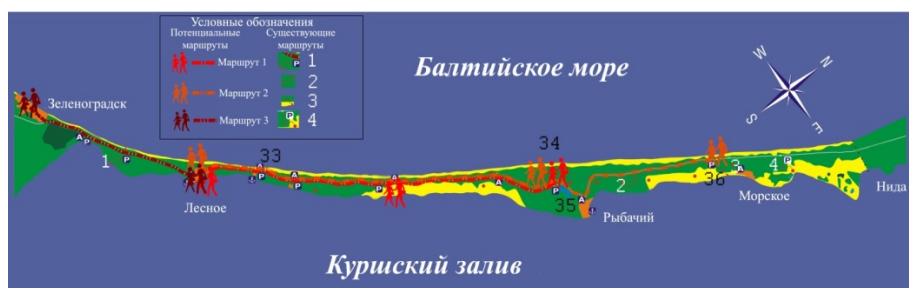 Условные обозначения
Потенциальные Существующие
маршруты маршруты
Маршрут 1 1
2
Маршрут 2 3
Маршрут 3 4
Балтийское море
W N
S E
Зеленоградск
1
33
34
Лесное
35
2
Рыбачий
36
3
4
Морское
Нида
Куршский залив